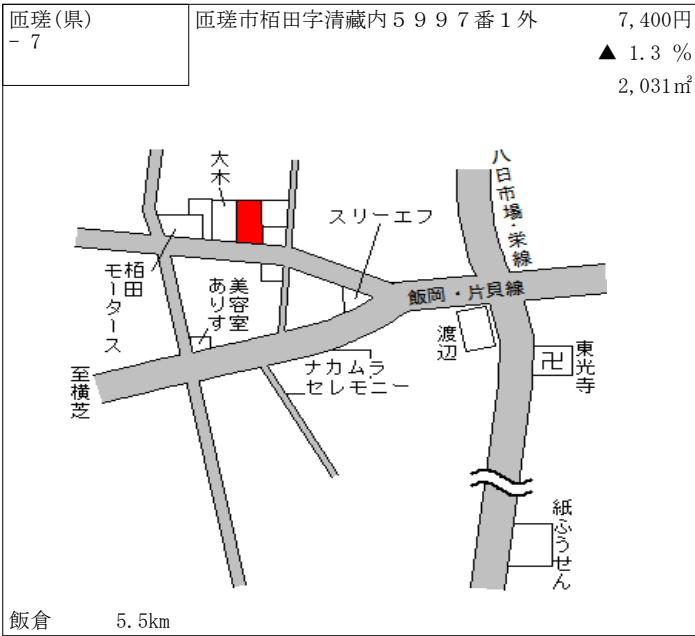 匝瑳(県)
- 7
匝瑳市栢田字清藏内５９９７番１外
7,400円
▲ 1.3 %
2,031㎡
大木
スリーエフ
八日市場・栄線
栢田
モータース
美容室
ありす
飯岡・片貝線
渡辺
卍
東光寺
ナカムラ
セレモニー
至横芝
紙ふうせん
飯倉 5.5km